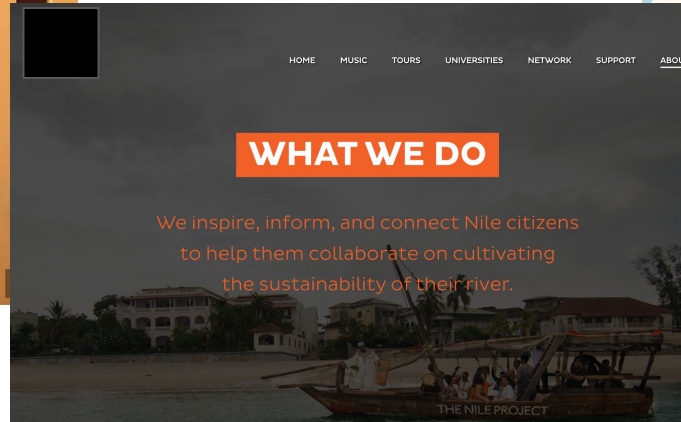 HOME MUSIC TOURS UNIVERSITIES NETWORK SUPPORT ABOU
WHAT WE DO
We inspire, inform, and connect Nile citizens
to help them collaborate on cultivating
the sustainability of their river.
THE NILE PROJECT